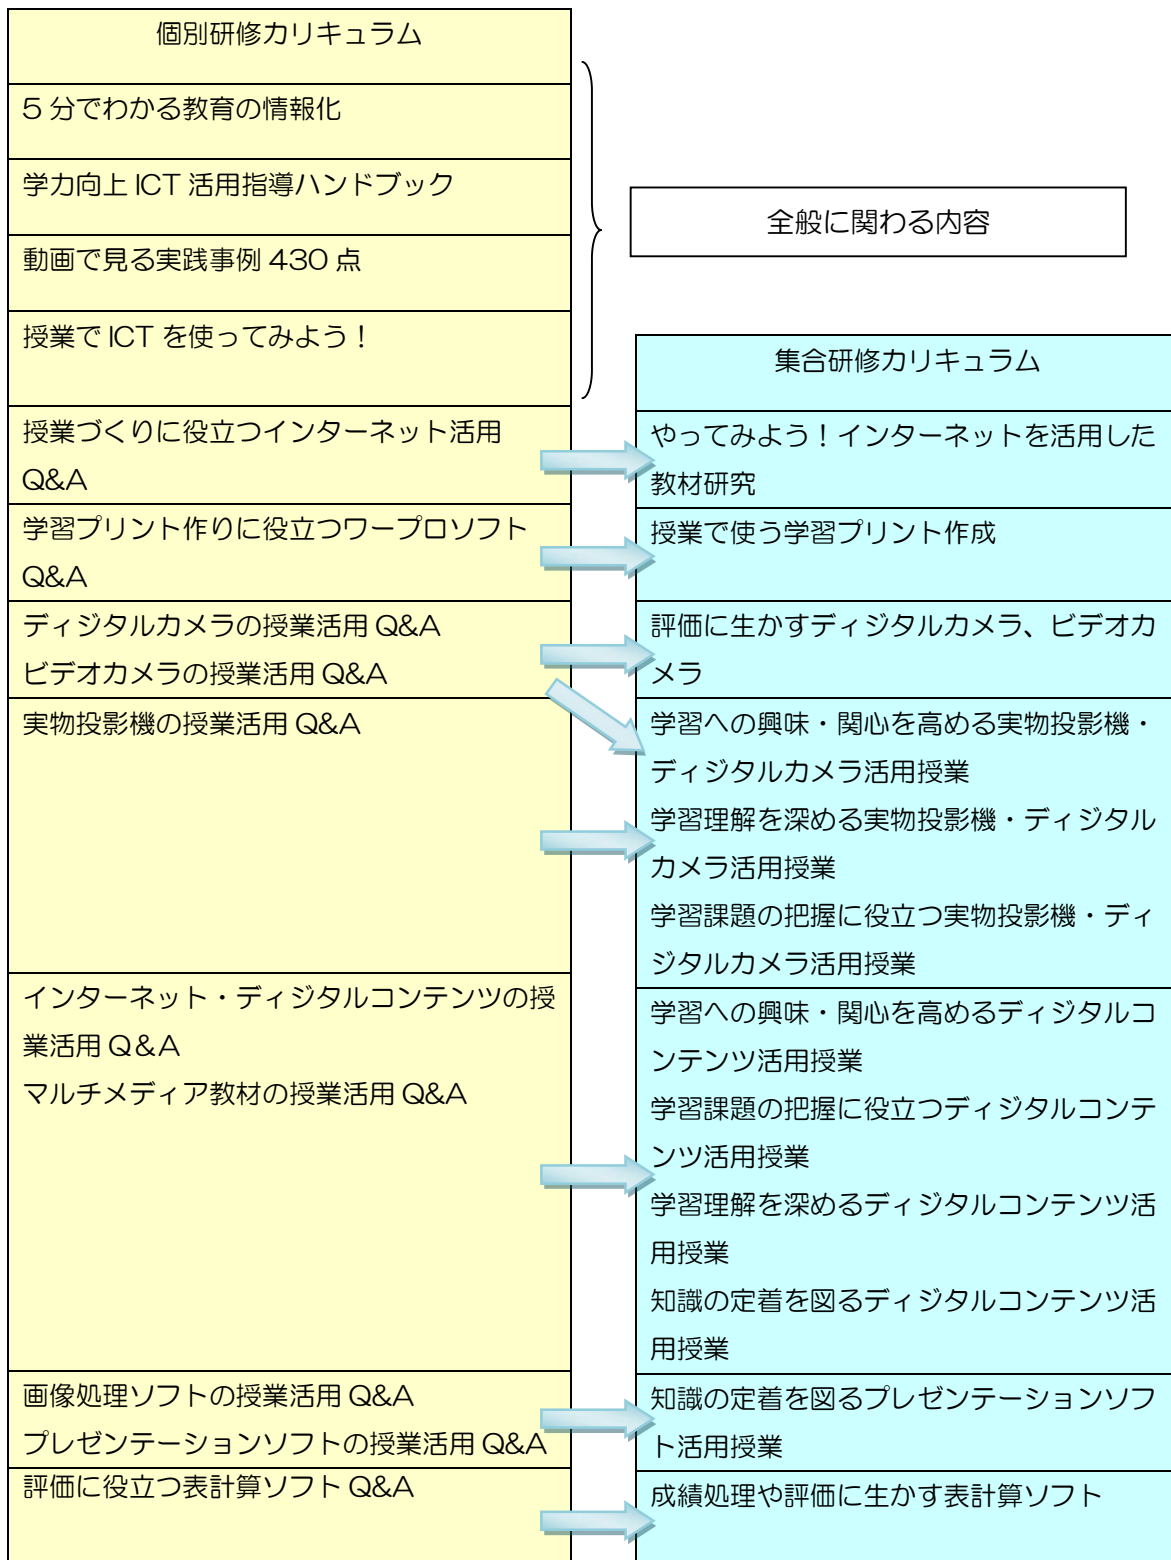 個別研修カリキュラム
5分でわかる教育の情報化
学力向上 ICT 活用指導ハンドブック
動画で見る実践事例 430 点
授業で ICT を使ってみよう！
授業づくりに役立つインターネット活用
Q&A
学習プリント作りに役立つワープロソフト
Q&A
ディジタルカメラの授業活用 Q&A
ビデオカメラの授業活用 Q&A
実物投影機の授業活用 Q&A
インターネット・ディジタルコンテンツの授
業活用 Q＆A
マルチメディア教材の授業活用 Q&A
画像処理ソフトの授業活用 Q&A
プレゼンテーションソフトの授業活用 Q&A
評価に役立つ表計算ソフト Q&A
全般に関わる内容
集合研修カリキュラム
やってみよう！インターネットを活用した
教材研究
授業で使う学習プリント作成
評価に生かすディジタルカメラ、ビデオカ
メラ
学習への興味・関心を高める実物投影機・
ディジタルカメラ活用授業
学習理解を深める実物投影機・ディジタル
カメラ活用授業
学習課題の把握に役立つ実物投影機・ディ
ジタルカメラ活用授業
学習への興味・関心を高めるディジタルコ
ンテンツ活用授業
学習課題の把握に役立つディジタルコンテ
ンツ活用授業
学習理解を深めるディジタルコンテンツ活
用授業
知識の定着を図るディジタルコンテンツ活
用授業
知識の定着を図るプレゼンテーションソフ
ト活用授業
成績処理や評価に生かす表計算ソフト